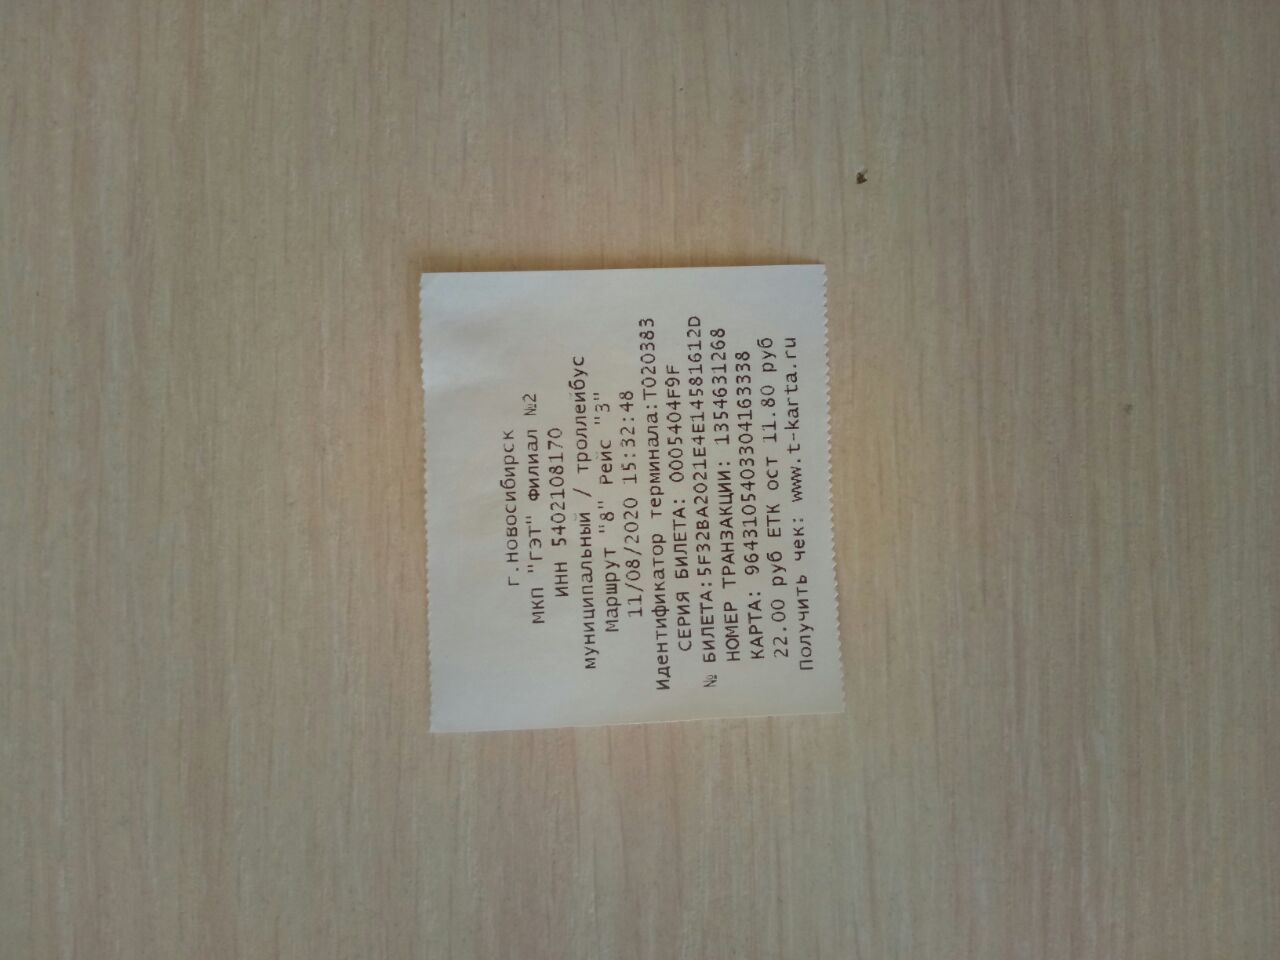 г.Новосибирск
МКП "ГЭТ" Филиал №2
ИНН 5402108170
муниципальный / троллейбус
Маршрут "8" Рейс "3"
11/08/2020 15:32:48
Идентификатор терминала:T020383
СЕРИЯ БИЛЕТА: 0005404F9F
№ БИЛЕТА:5F32BA2021E4E14581612D
НОМЕР ТРАНЗАКЦИИ: 1354631268
КАРТА: 9643105403304163338
22.00 руб ЕТК ост 11.80 руб
Получить чек: www.t-karta.ru